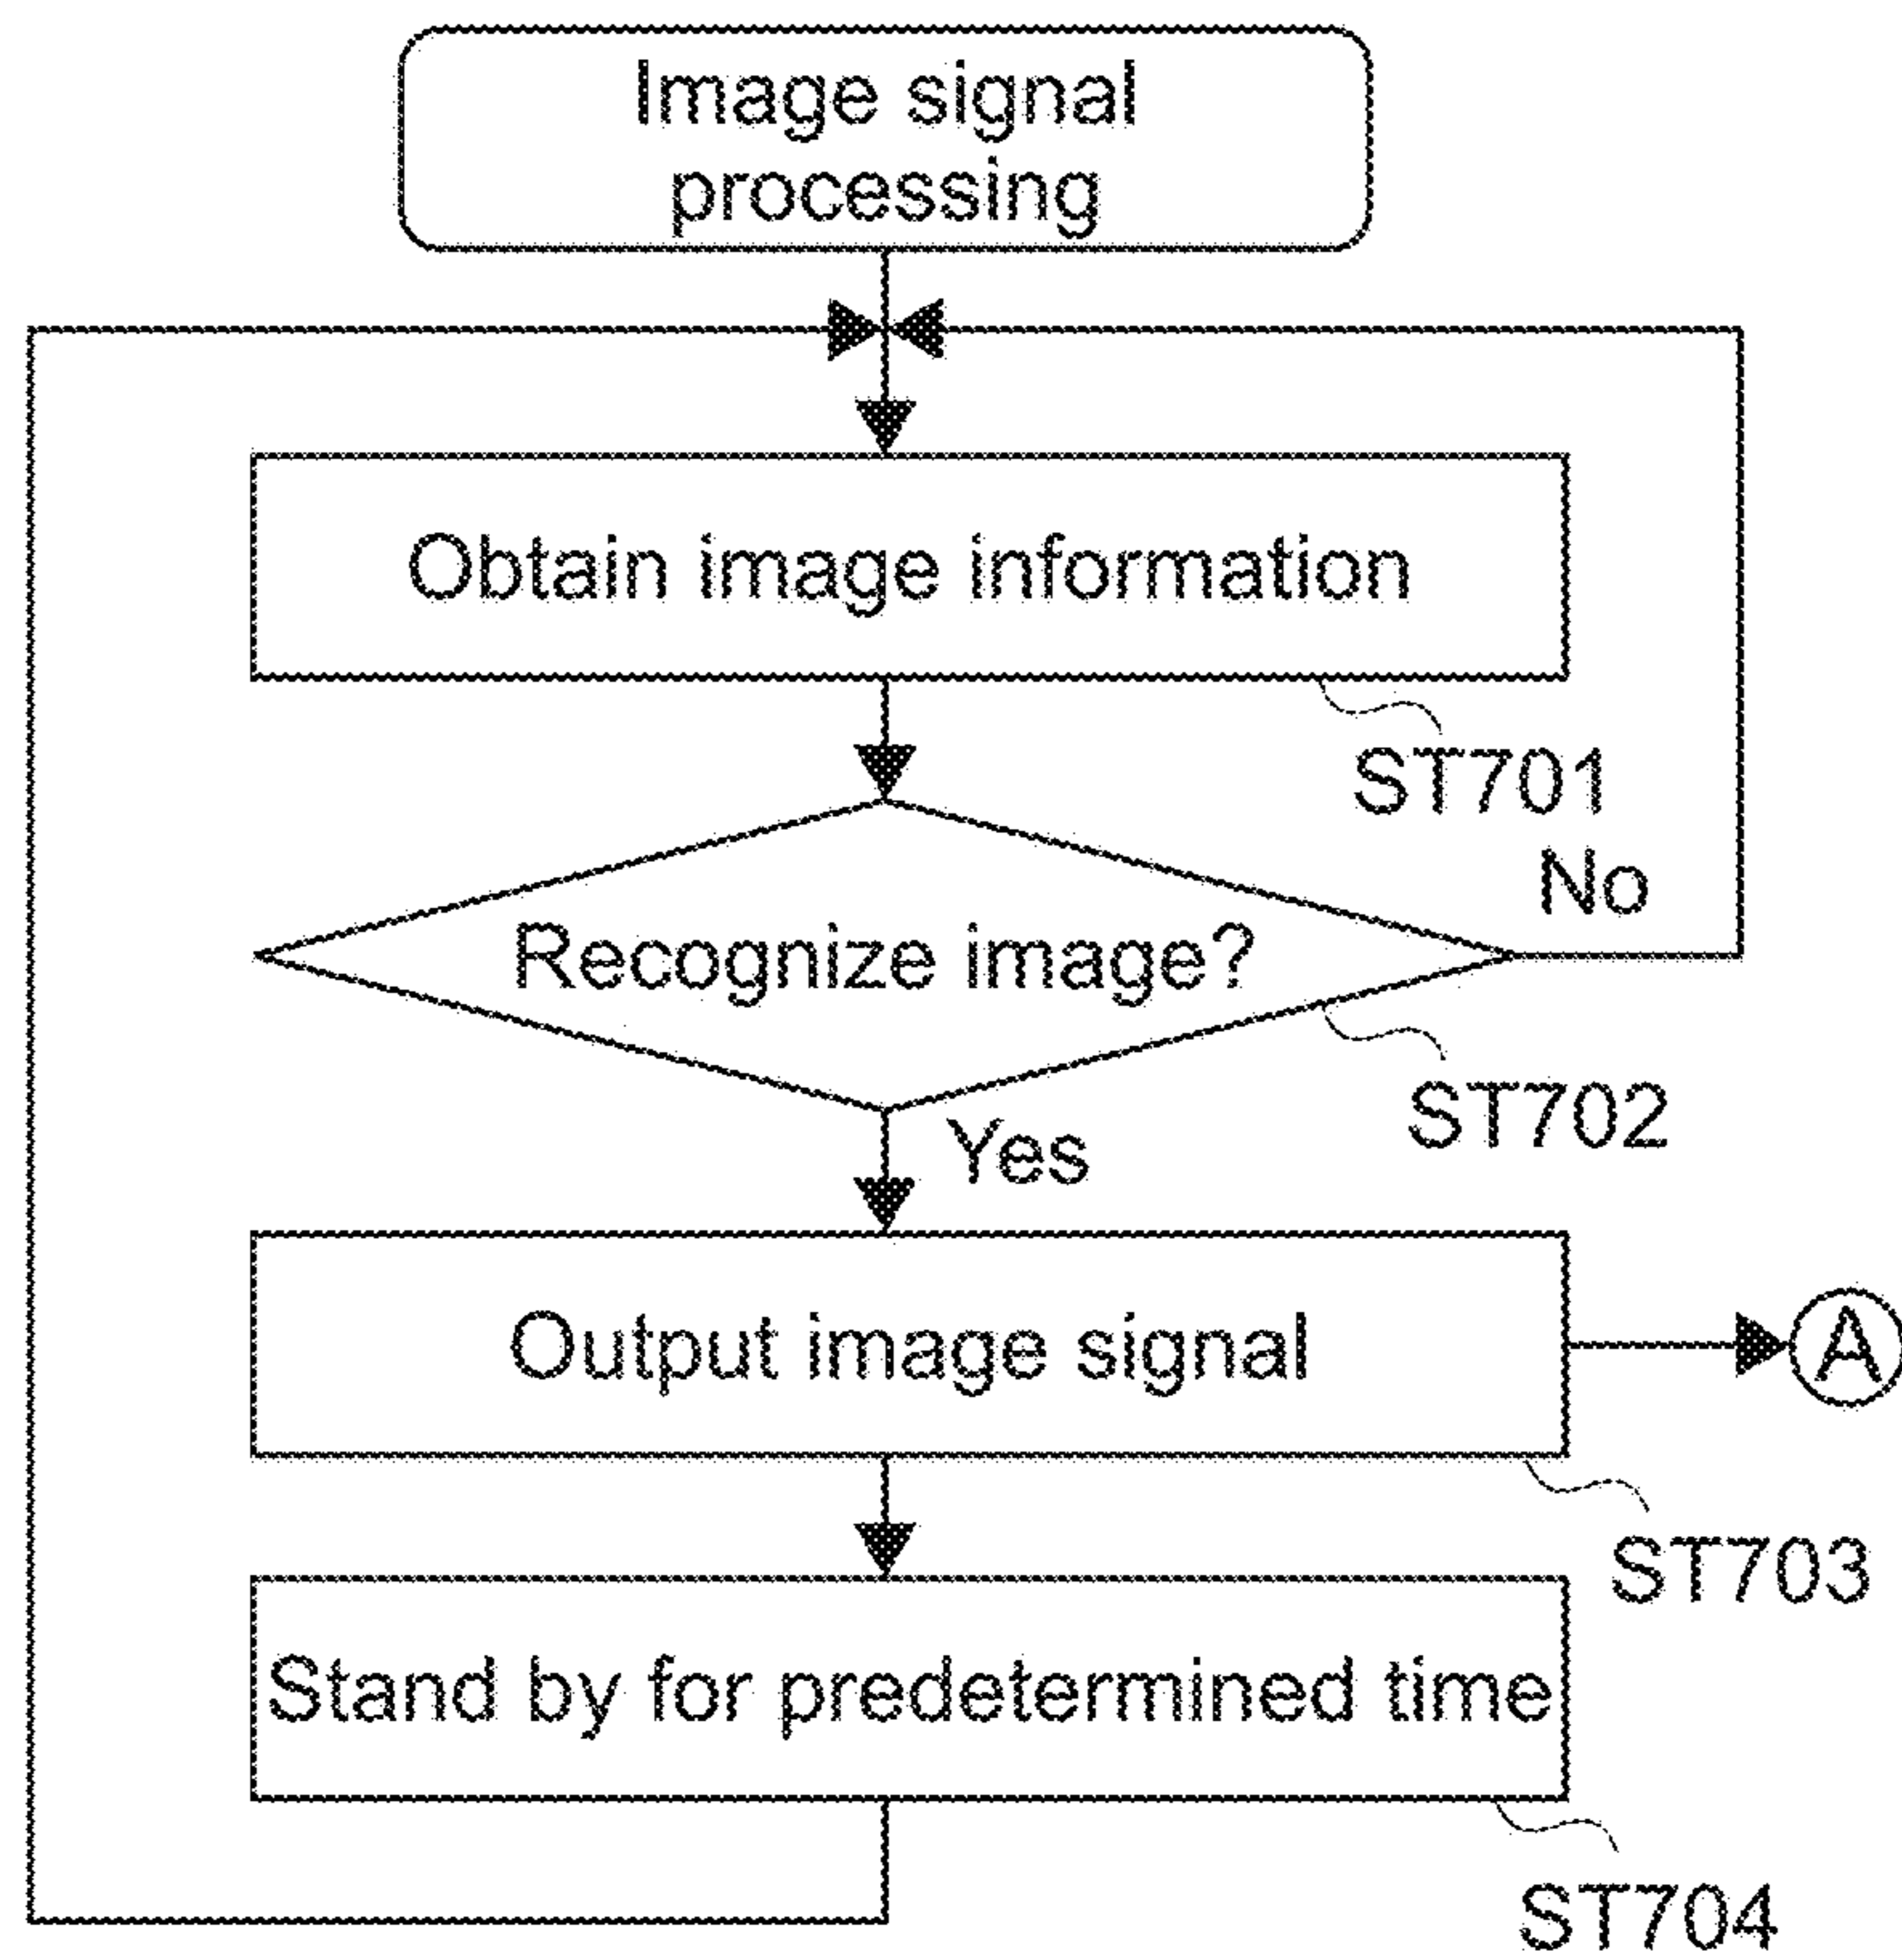 Image signal
processing
Obtain image information
ST701
No
Recognize image?
ST702
Yes
Output image signal
A
ST703
Stand by for predetermined time
ST704